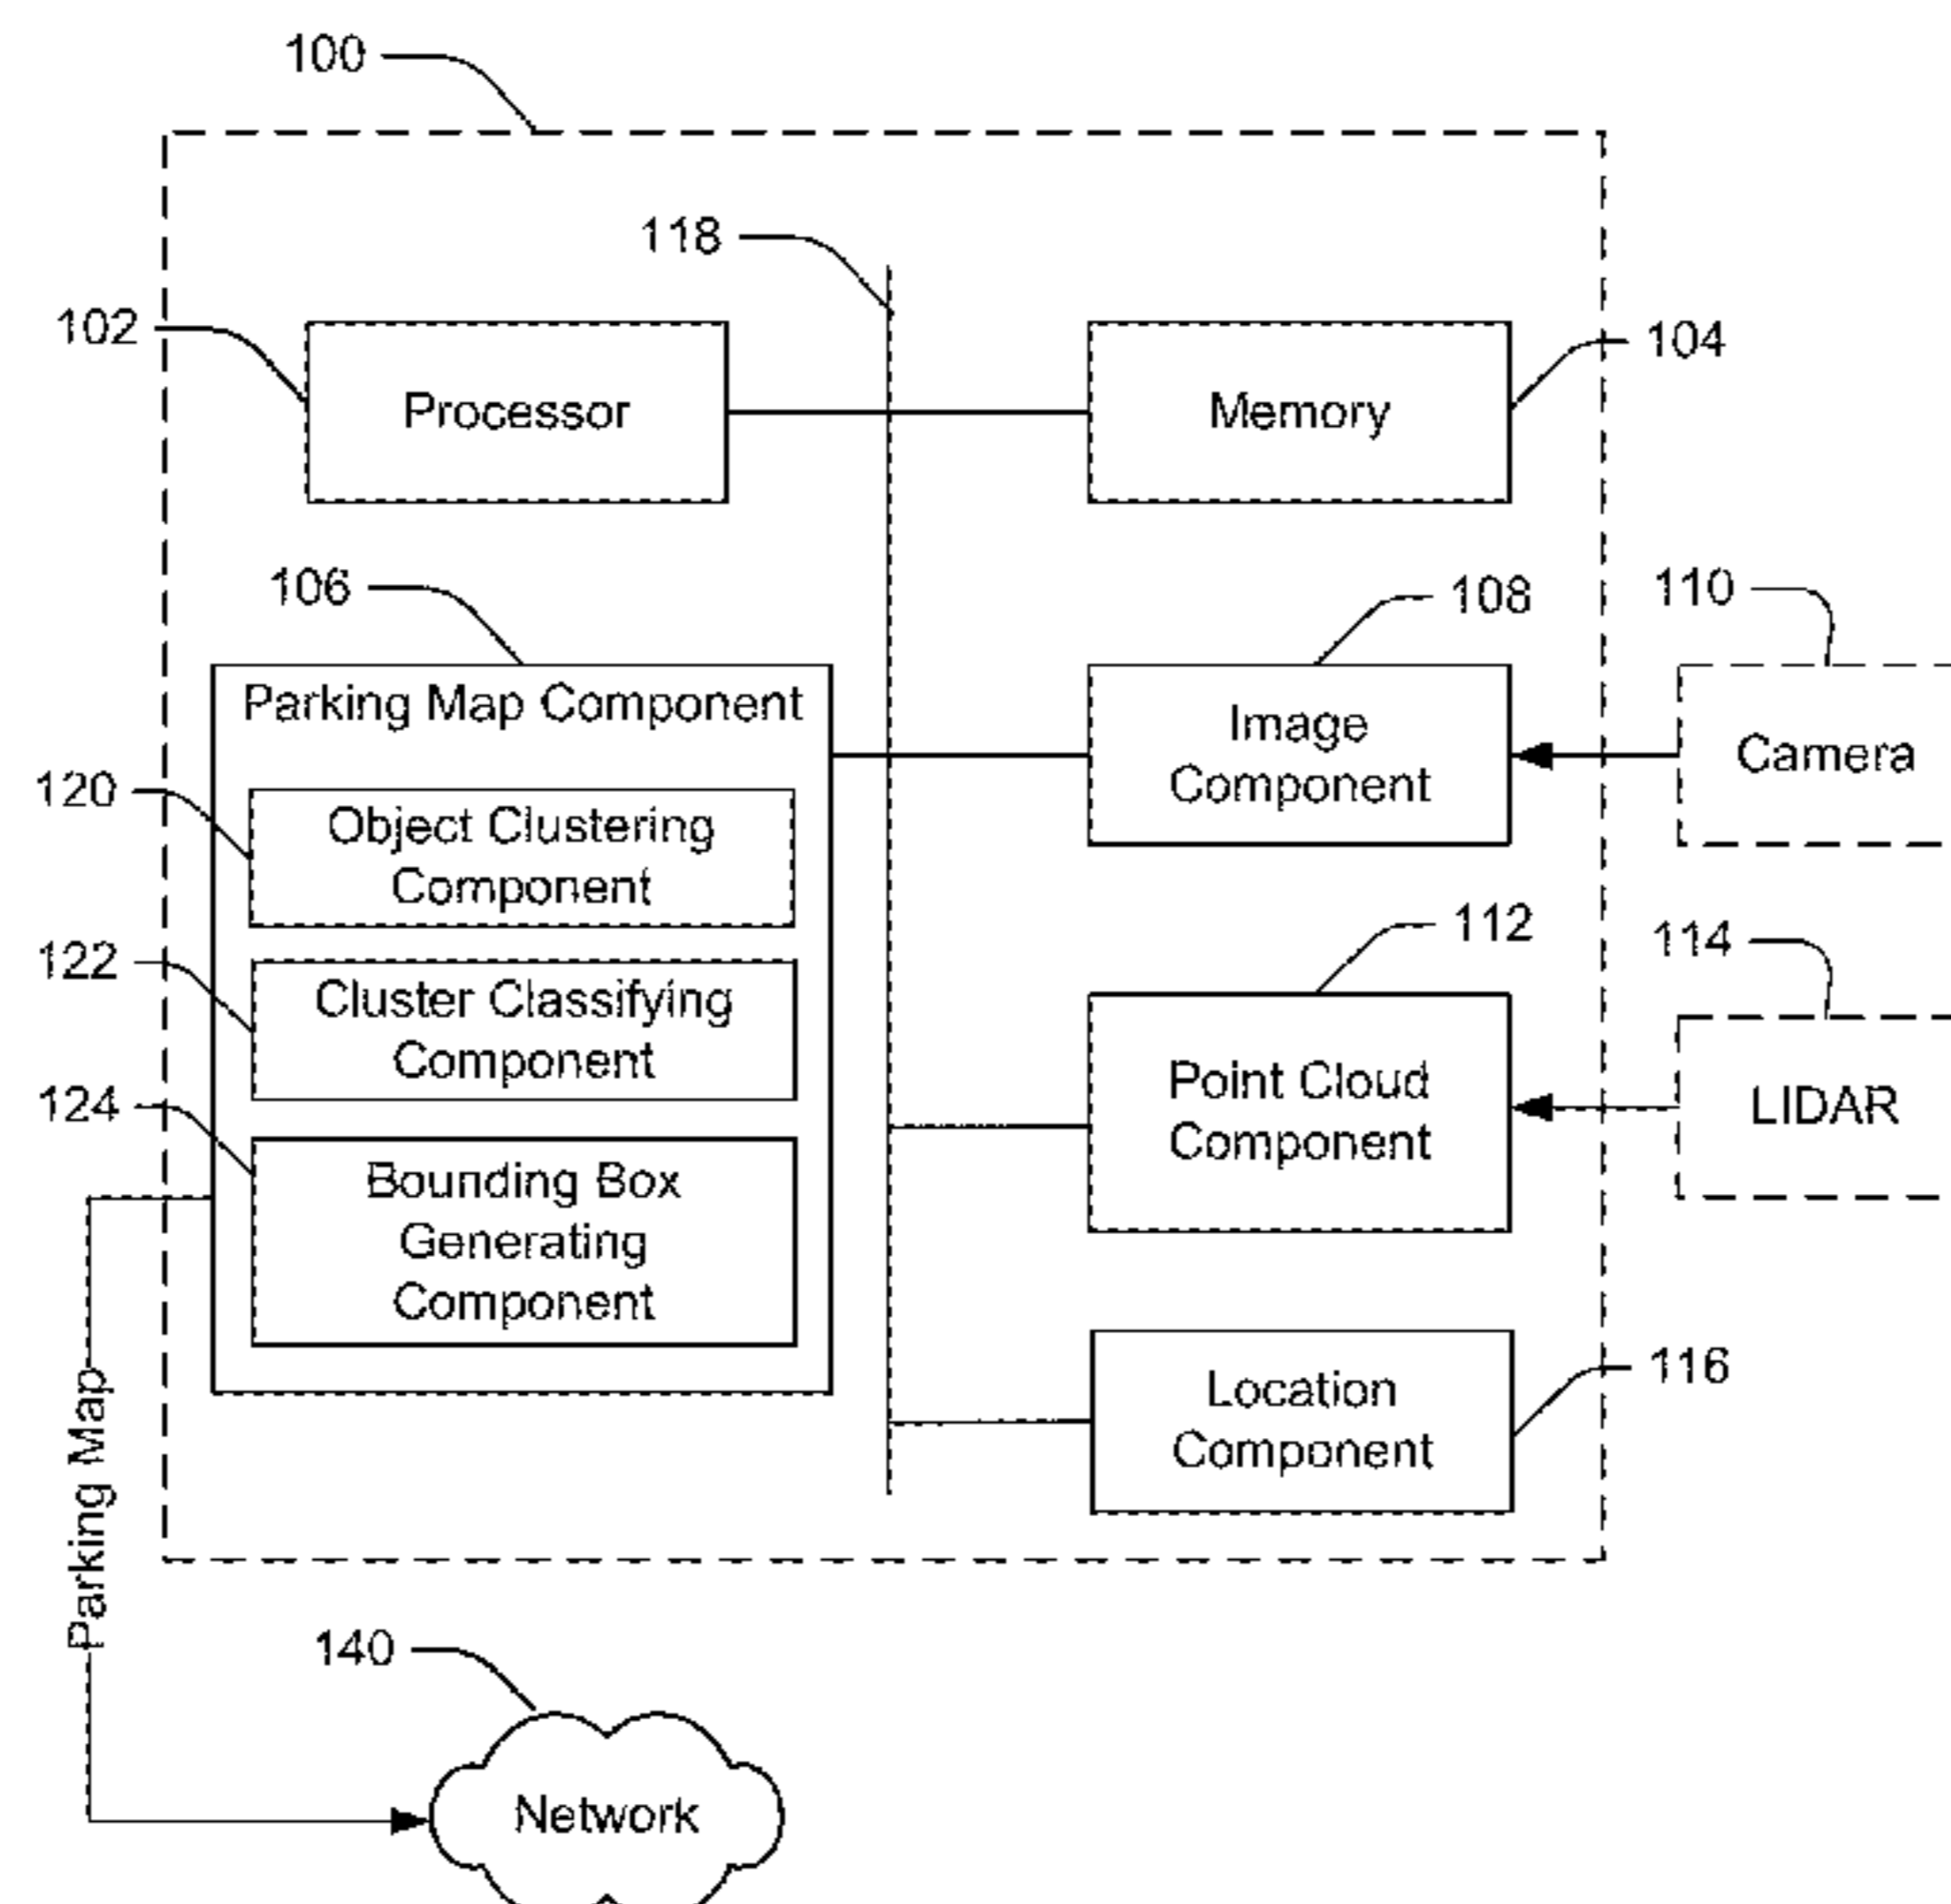 100
118
102
Processor
Memory
104
106
108
110
Parking Map Component
Image
Component
Camera
120
Object Clustering
Component
112
114
122
Cluster Classifying
Component
Point Cloud
Component
LIDAR
124
Bounding Box
Generating
Component
Location
Component
116
Parking Map
140
Network